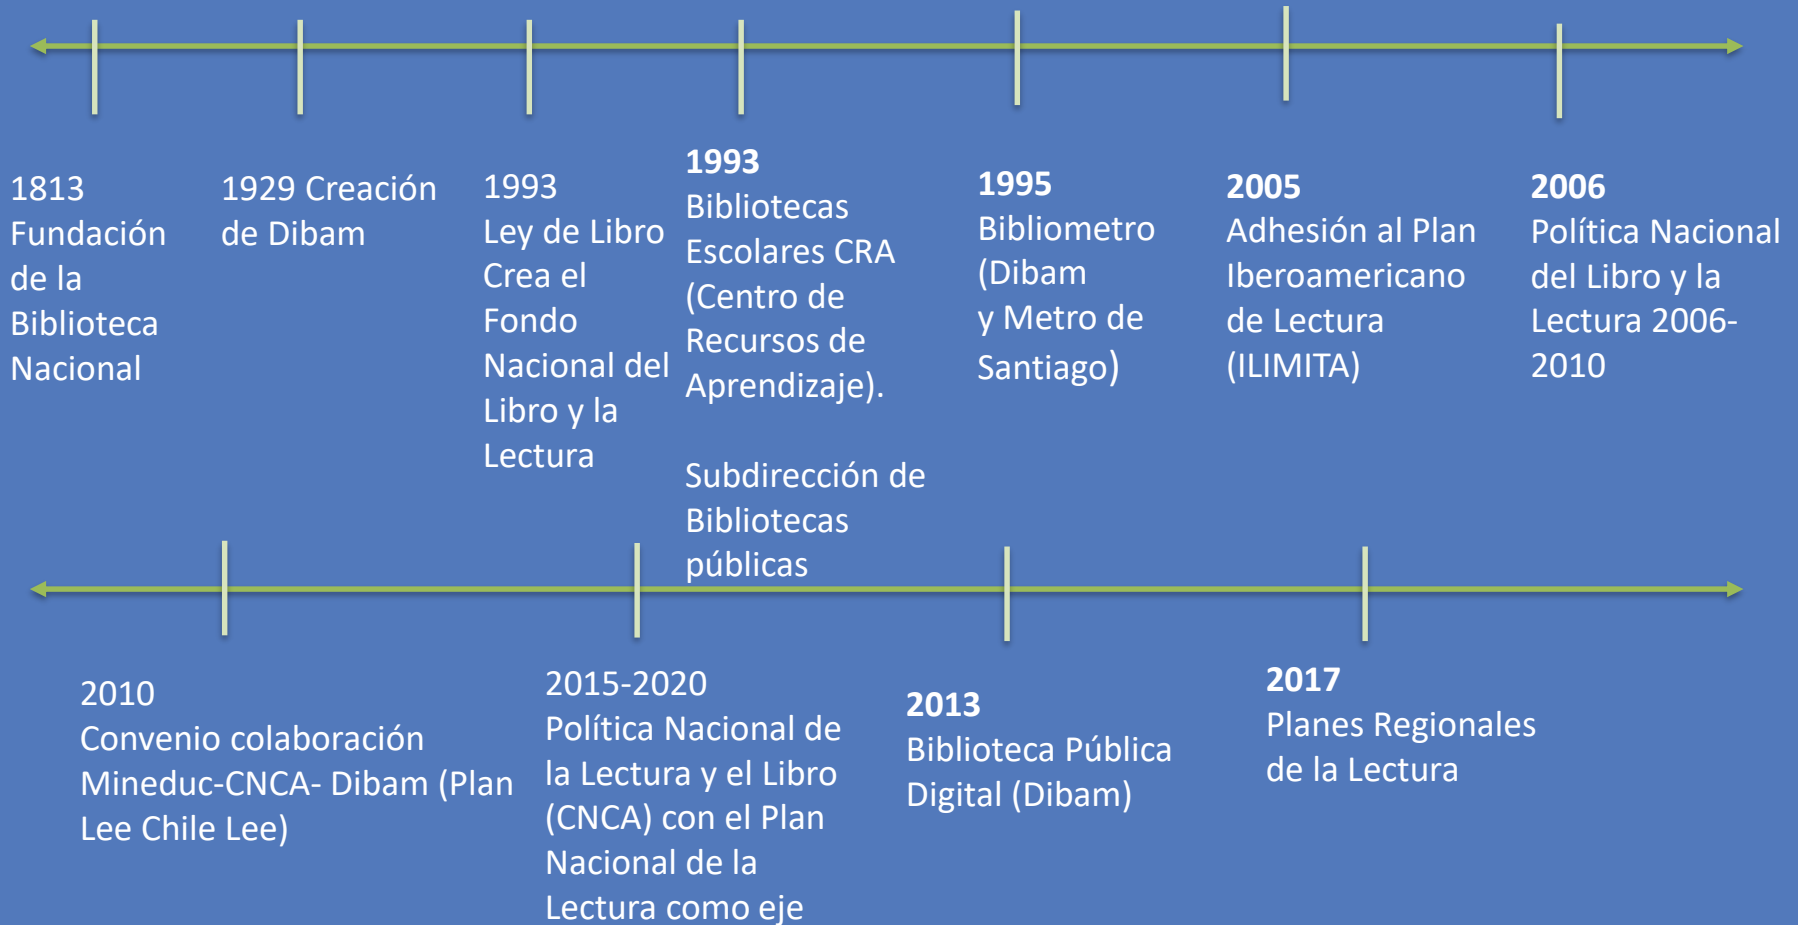 1813
Fundación
de la
Biblioteca
Nacional
1929 Creación
de Dibam
1993
Ley de Libro
Crea el
Fondo
Nacional del
Libro y la
Lectura
1993
Bibliotecas
Escolares CRA
(Centro de
Recursos de
Aprendizaje).
Subdirección de
Bibliotecas
públicas
1995
Bibliometro
(Dibam
y Metro de
Santiago)
2005
Adhesión al Plan
Iberoamericano
de Lectura
(ILIMITA)
2006
Política Nacional
del Libro y la
Lectura 2006-
2010
2010
Convenio colaboración
Mineduc-CNCA- Dibam (Plan
Lee Chile Lee)
2015-2020
Política Nacional de
la Lectura y el Libro
(CNCA) con el Plan
Nacional de la
Lectura como eje
2013
Biblioteca Pública
Digital (Dibam)
2017
Planes Regionales
de la Lectura